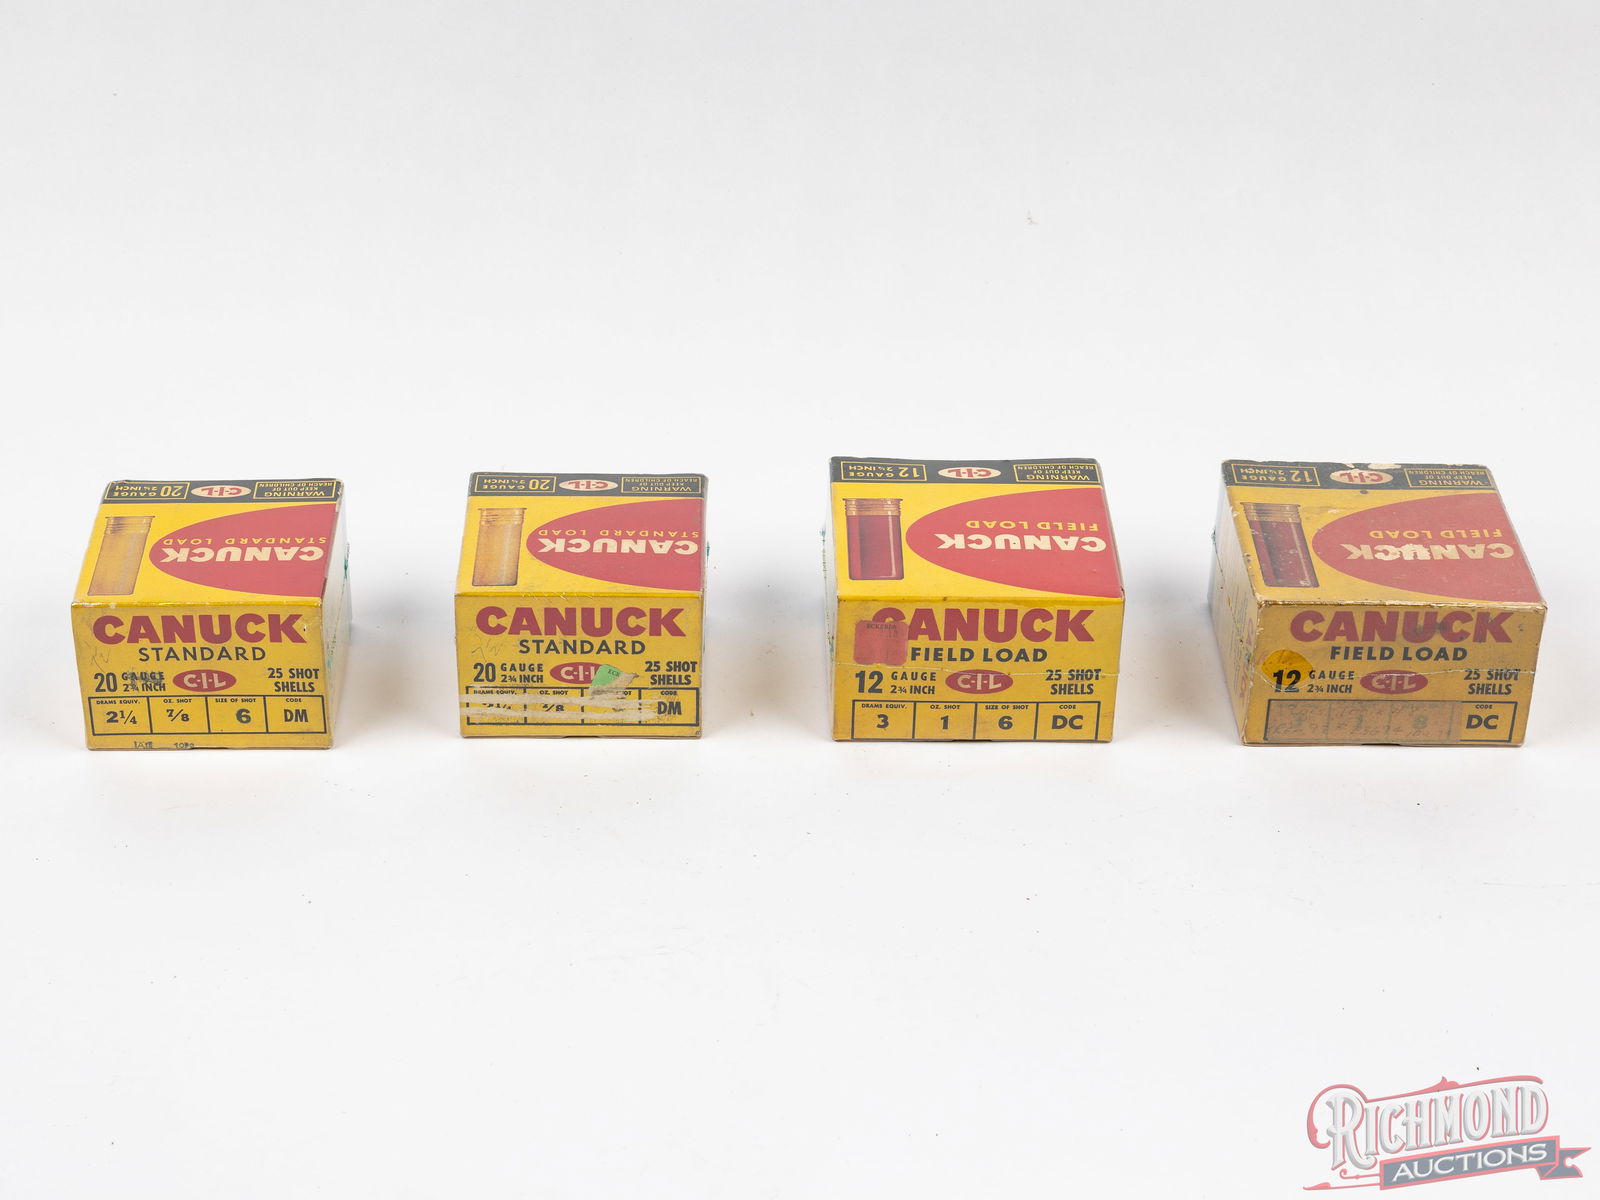 WARNING
KEEP OUT OF
REACH OF CHILDREN
C-I-L
20 GAUGE
2¾ INCH
CANUCK
STANDARD LOAD
CANUCK
STANDARD
20 GAUGE
2¾ INCH
C-I-L
25 SHOT
SHELLS
DRAMS EQUIV. OZ. SHOT SIZE OF SHOT CODE
2¼ 7/8 6 DM
WARNING
KEEP OUT OF
REACH OF CHILDREN
C-I-L
20 GAUGE
2¾ INCH
CANUCK
STANDARD LOAD
CANUCK
STANDARD
20 GAUGE
2¾ INCH
C-I-L
25 SHOT
SHELLS
DRAMS EQUIV. OZ. SHOT CODE
DM
WARNING
KEEP OUT OF
REACH OF CHILDREN
C-I-L
12 GAUGE
2¾ INCH
CANUCK
FIELD LOAD
CANUCK
FIELD LOAD
12 GAUGE
2¾ INCH
C-I-L
25 SHOT
SHELLS
DRAMS EQUIV. OZ. SHOT SIZE OF SHOT CODE
3 1 6 DC
WARNING
KEEP OUT OF
REACH OF CHILDREN
C-I-L
12 GAUGE
2¾ INCH
CANUCK
FIELD LOAD
CANUCK
FIELD LOAD
12 GAUGE
2¾ INCH
C-I-L
25 SHOT
SHELLS
CODE
DC
RICHMOND
AUCTIONS